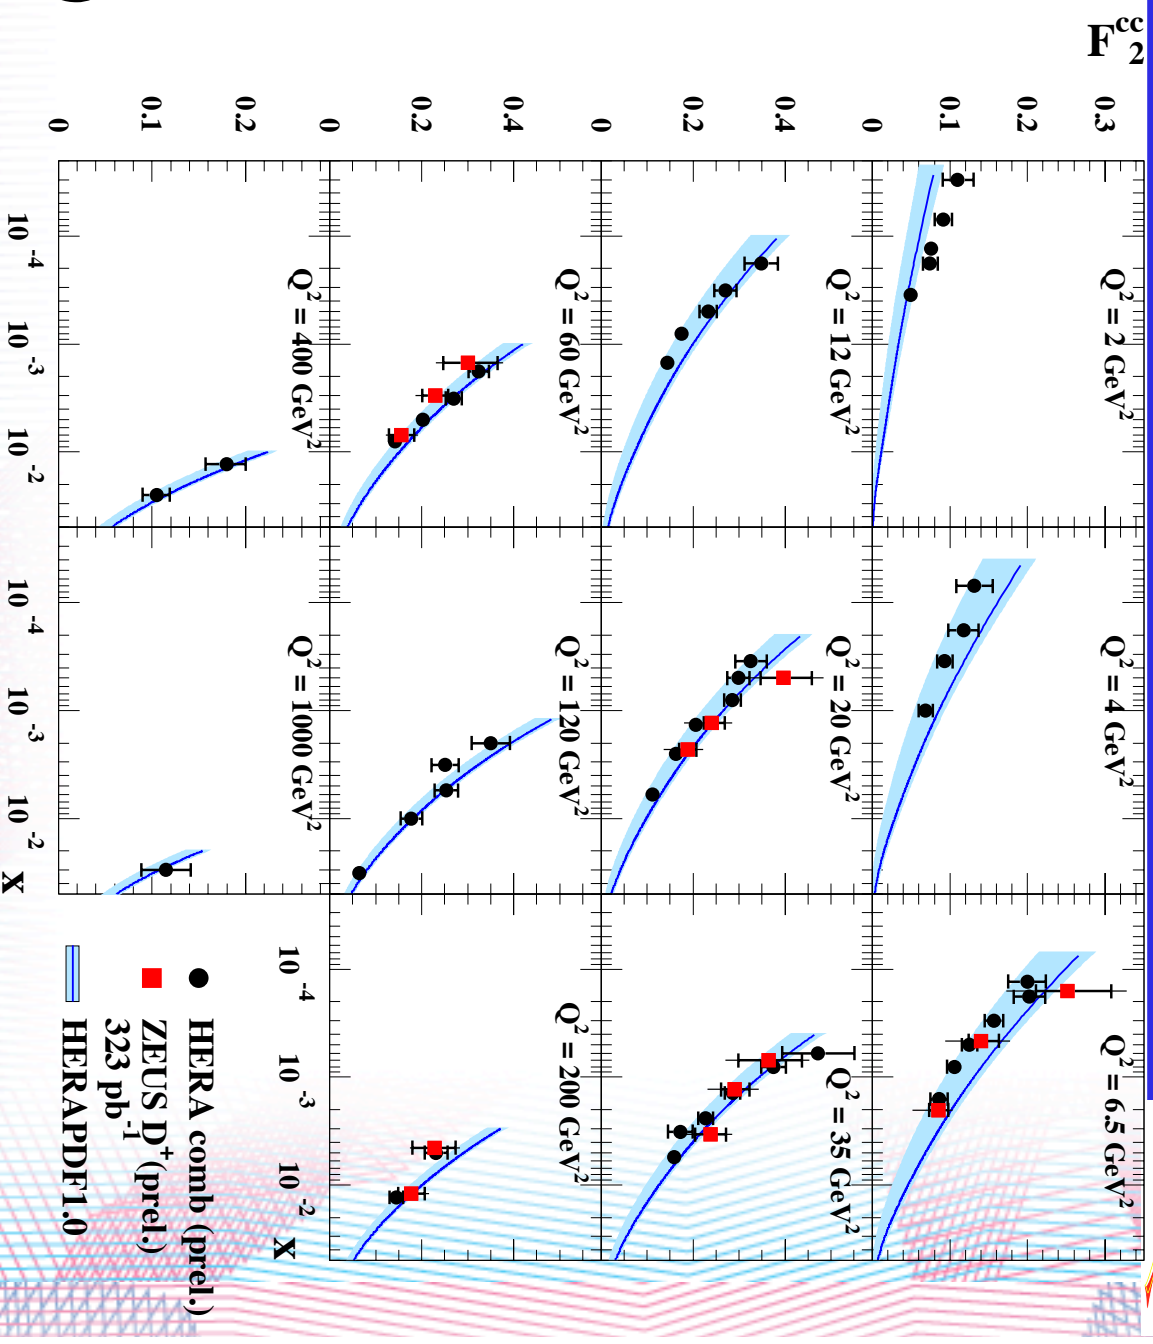 F₂ᶜᶜ
0.3
0.2
0.1
0
Q² = 2 GeV²
Q² = 4 GeV²
Q² = 6.5 GeV²
0.4
0.2
0
Q² = 12 GeV²
Q² = 20 GeV²
Q² = 35 GeV²
0.4
0.2
0
Q² = 60 GeV²
Q² = 120 GeV²
Q² = 200 GeV²
10⁻⁴
10⁻³
10⁻²
x
0.2
0.1
0
Q² = 400 GeV²
Q² = 1000 GeV²
10⁻⁴
10⁻³
10⁻²
10⁻⁴
10⁻³
10⁻²
x
HERA comb (prel.)
ZEUS D⁺(prel.)
323 pb⁻¹
HERAPDF1.0